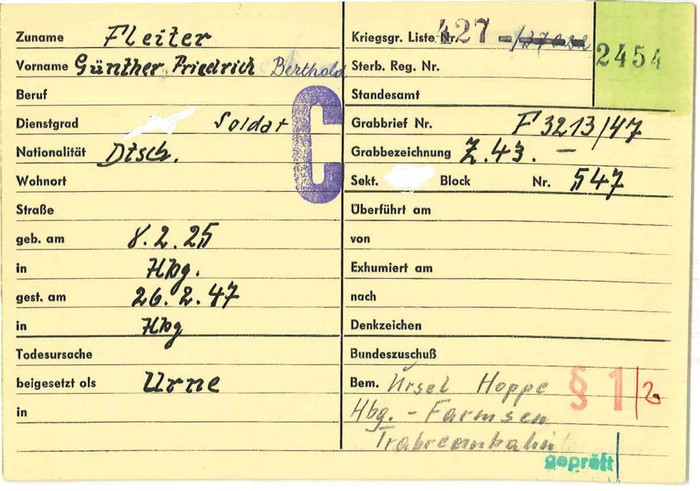 Zuname Fleiter
Vorname Günther Friedrich Berthold
Beruf
Dienstgrad Soldat
Nationalität Dtsch.
Wohnort
Straße
geb. am 8.2.25
in Hbg.
gest. am 26.2.47
in Hbg
Todesursache
beigesetzt als Urne
in
C
Kriegsgr. Liste Nr. 427
2454
Sterb. Reg. Nr.
Standesamt
Grabbrief Nr. F 3213/47
Grabbezeichnung Z.43. –
Sekt. Block Nr. 547
Überführt am
von
Exhumiert am
nach
Denkzeichen
Bundeszuschuß
Bem. Ursel Hoppe § 1/2
Hbg. - Farmsen
Trabrennbahn
geprüft